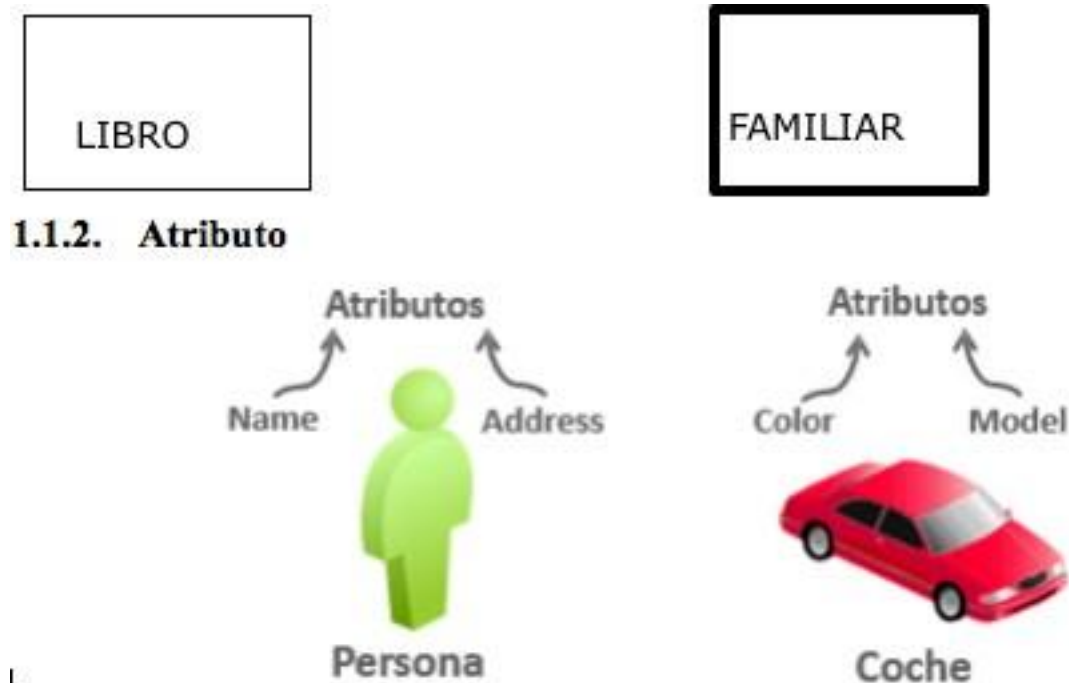 LIBRO
FAMILIAR
1.1.2. Atributo
Atributos
Atributos
Name
Address
Color
Model
Persona
Coche